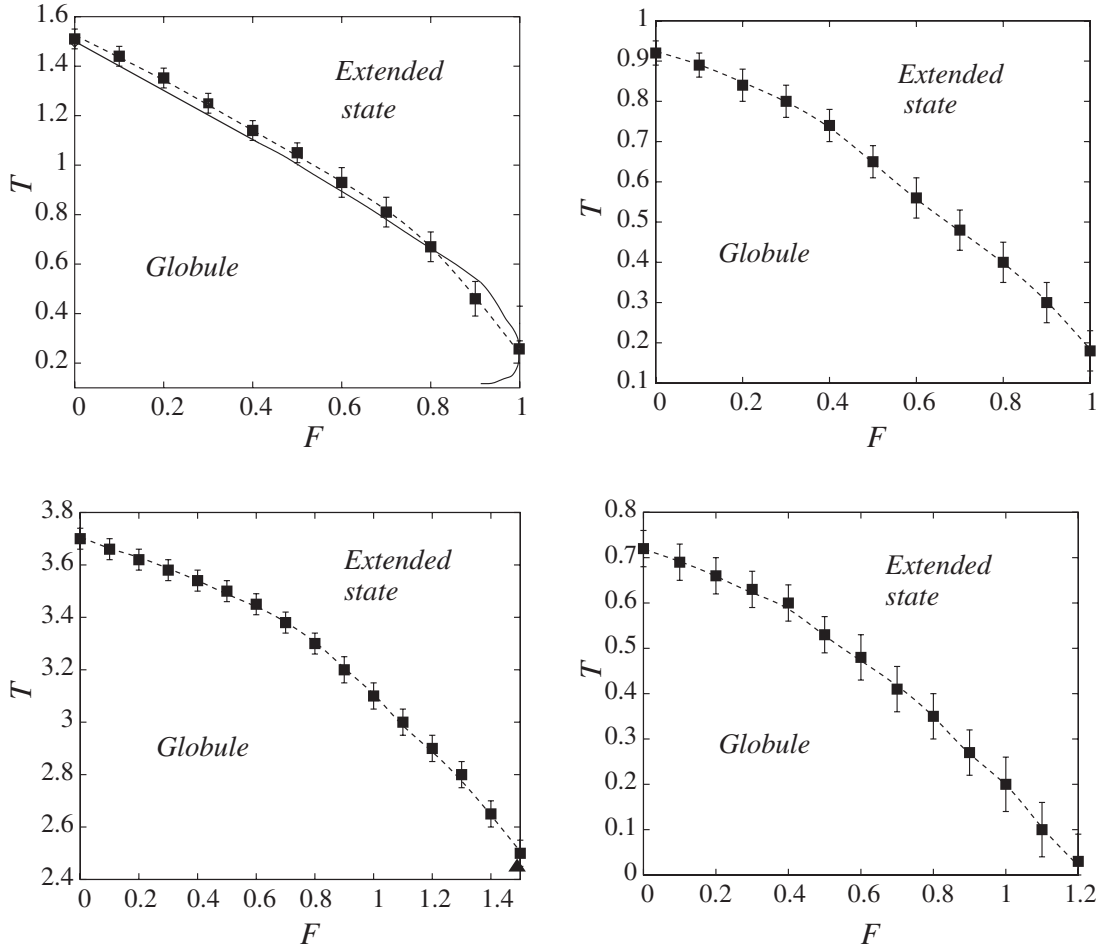 1.6
1.4
1.2
1
0.8
0.6
0.4
0.2
T
Extended
state
Globule
0 0.2 0.4 0.6 0.8 1
F
1
0.9
0.8
0.7
0.6
0.5
0.4
0.3
0.2
0.1
T
Extended
state
Globule
0 0.2 0.4 0.6 0.8 1
F
3.8
3.6
3.4
3.2
3
2.8
2.6
2.4
T
Extended
state
Globule
0 0.2 0.4 0.6 0.8 1 1.2 1.4
F
0.8
0.7
0.6
0.5
0.4
0.3
0.2
0.1
0
T
Extended
state
Globule
0 0.2 0.4 0.6 0.8 1 1.2
F